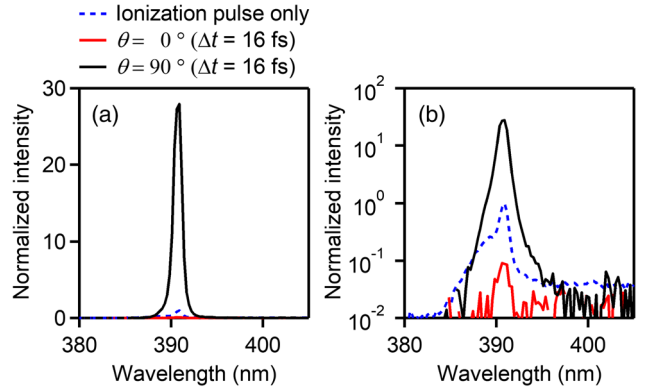 Ionization pulse only
θ = 0 ° (Δt = 16 fs)
θ = 90 ° (Δt = 16 fs)
30
20
10
0
Normalized intensity
(a)
380
390
400
Wavelength (nm)
10²
10¹
10⁰
10⁻¹
10⁻²
Normalized intensity
(b)
380
390
400
Wavelength (nm)